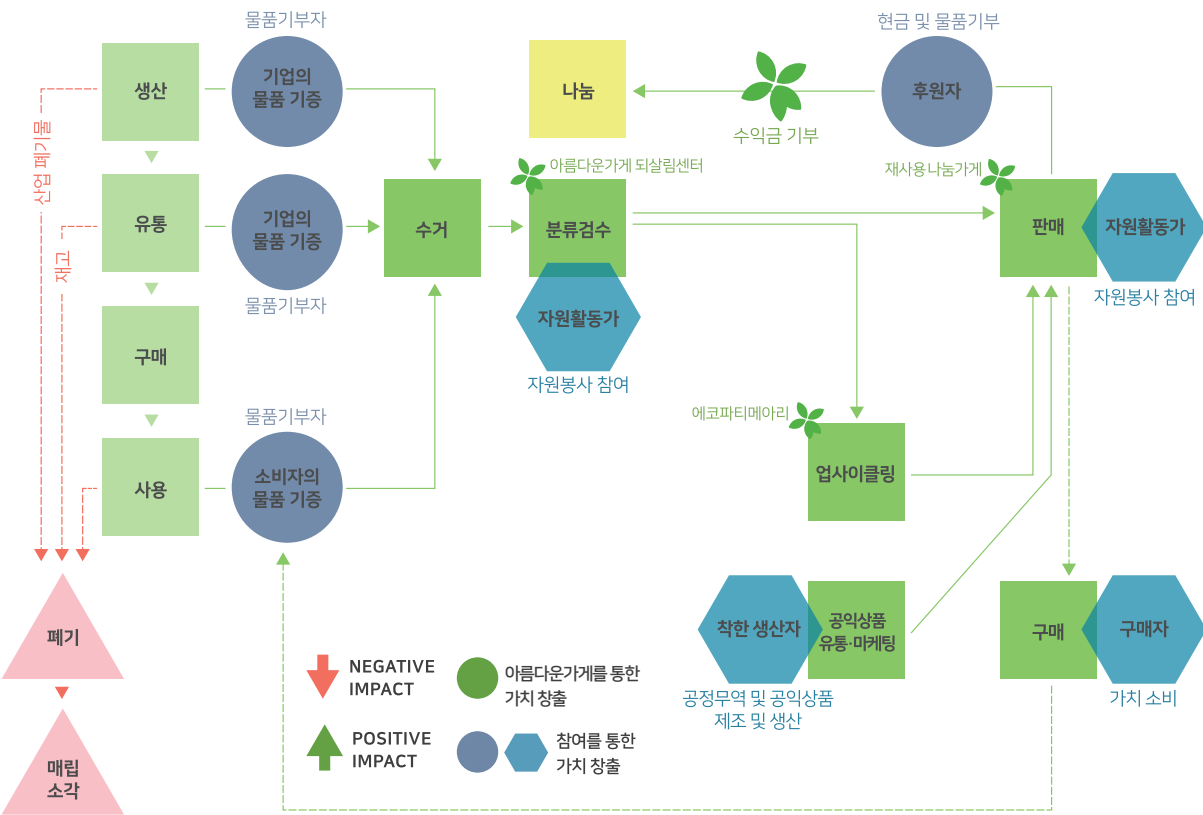 물품기부자
현금 및 물품기부
생산
기업의
물품 기증
나눔
후원자
수익금 기부
산업 폐기물
아름다운가게 되살림센터
재사용나눔가게
유통
기업의
물품 기증
수거
분류검수
판매
자원활동가
재고
물품기부자
자원활동가
자원봉사 참여
자원봉사 참여
구매
물품기부자
에코파티메아리
사용
소비자의
물품 기증
업사이클링
폐기
착한 생산자
공익상품
유통·마케팅
구매
구매자
공정무역 및 공익상품
제조 및 생산
가치 소비
NEGATIVE
IMPACT
아름다운가게를 통한
가치 창출
POSITIVE
IMPACT
참여를 통한
가치 창출
매립
소각